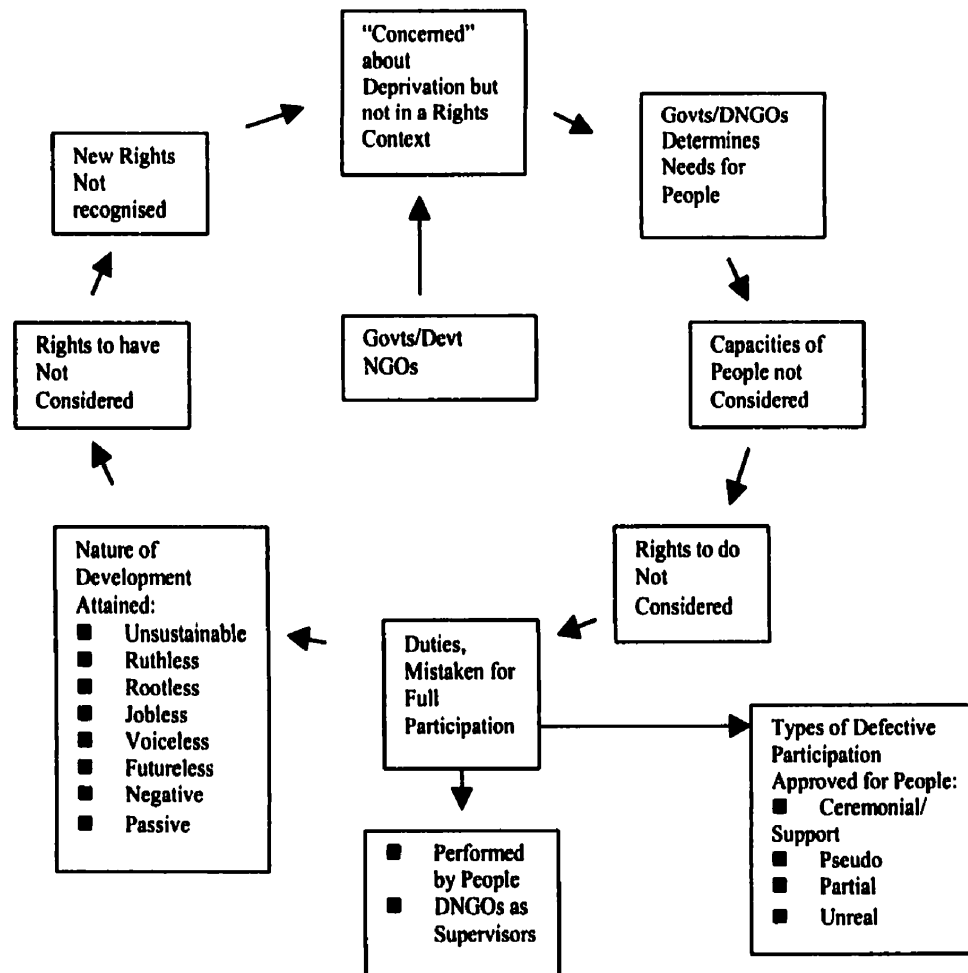 “Concerned”
about
Deprivation but
not in a Rights
Context
Govts/DNGOs
Determines
Needs for
People
New Rights
Not
recognised
Rights to have
Not
Considered
Govts/Devt
NGOs
Capacities of
People not
Considered
Nature of
Development
Attained:
■ Unsustainable
■ Ruthless
■ Rootless
■ Jobless
■ Voiceless
■ Futureless
■ Negative
■ Passive
Rights to do
Not
Considered
Duties,
Mistaken for
Full
Participation
Types of Defective
Participation
Approved for People:
■ Ceremonial/
Support
■ Pseudo
■ Partial
■ Unreal
■ Performed
by People
■ DNGOs as
Supervisors